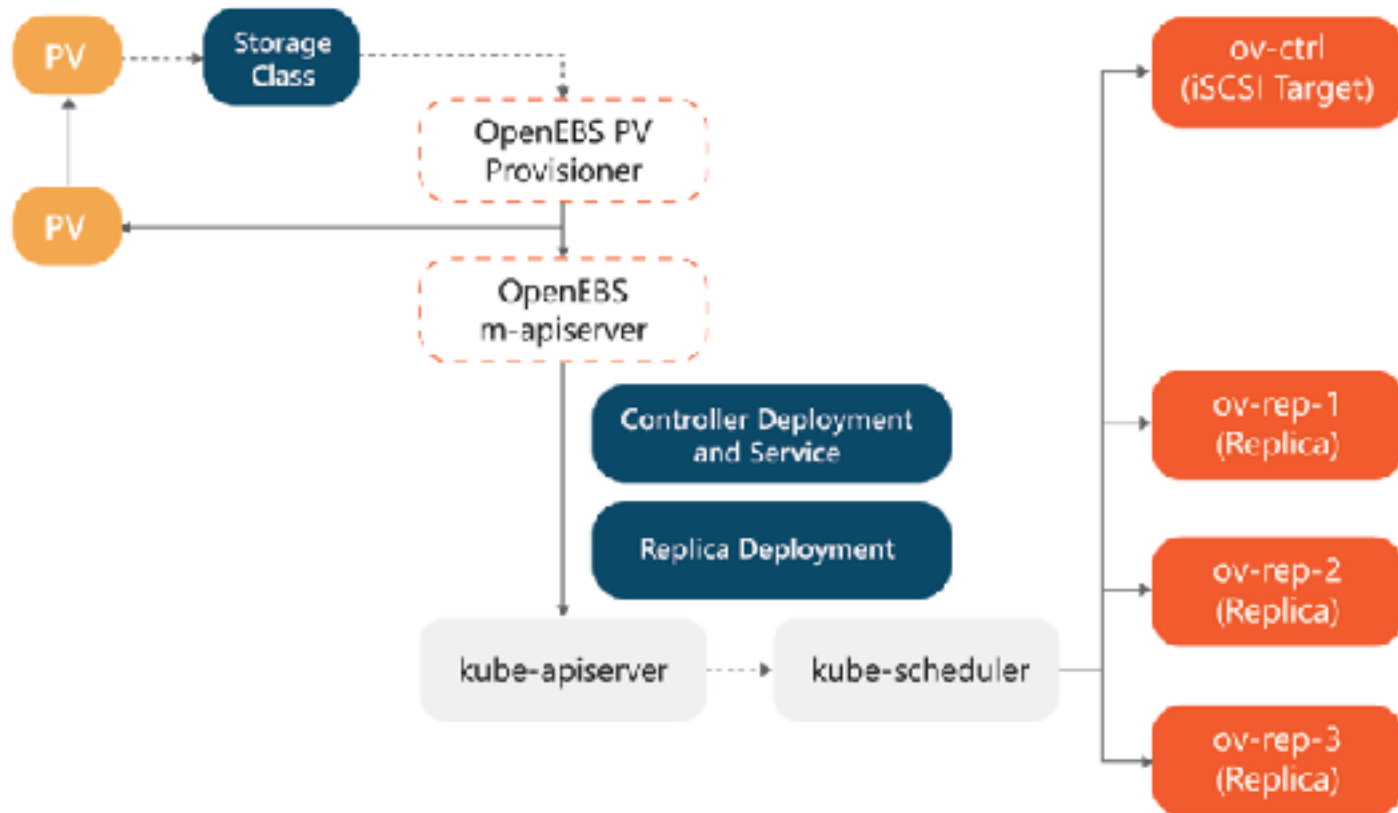 PV
Storage
Class
ov-ctrl
(iSCSI Target)
OpenEBS PV
Provisioner
PV
OpenEBS
m-apiserver
Controller Deployment
and Service
ov-rep-1
(Replica)
Replica Deployment
ov-rep-2
(Replica)
kube-apiserver
kube-scheduler
ov-rep-3
(Replica)